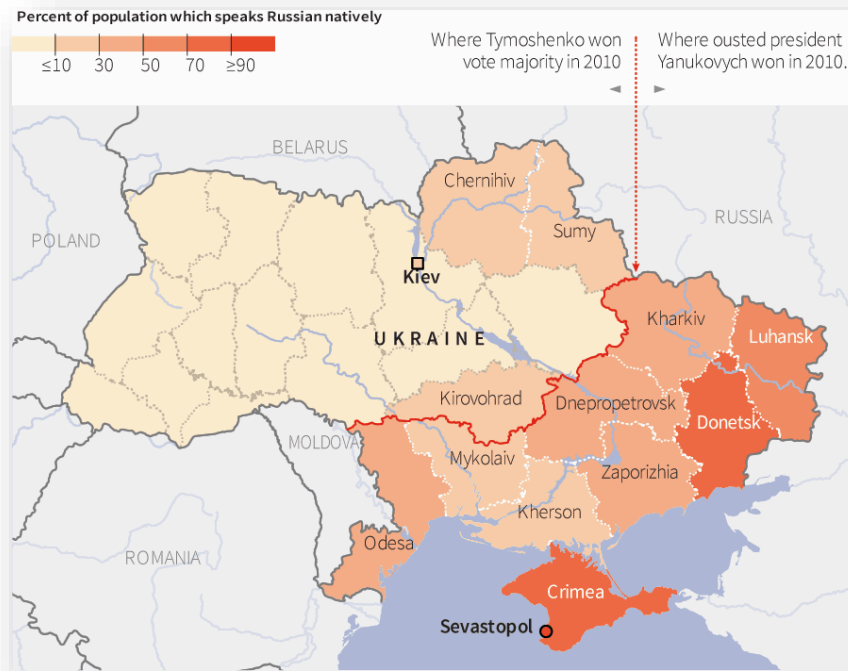 Percent of population which speaks Russian natively
≤10 30 50 70 ≥90
Where Tymoshenko won
vote majority in 2010
Where ousted president
Yanukovych won in 2010.
BELARUS
Chernihiv
POLAND
RUSSIA
Sumy
Kiev
Kharkiv
UKRAINE
Luhansk
Kirovohrad
Dnepropetrovsk
Donetsk
MOLDOVA
Mykolaiv
Zaporizhia
Kherson
Odesa
ROMANIA
Crimea
Sevastopol